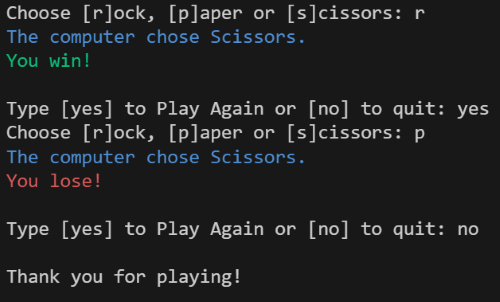 Choose [r]ock, [p]aper or [s]cissors: r
The computer chose Scissors.
You win!
Type [yes] to Play Again or [no] to quit: yes
Choose [r]ock, [p]aper or [s]cissors: p
The computer chose Scissors.
You lose!
Type [yes] to Play Again or [no] to quit: no
Thank you for playing!